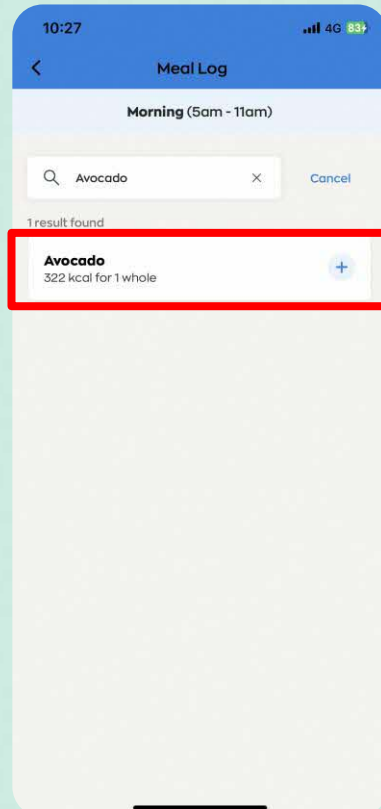 10:27
4G 83
Meal Log
Morning (5am - 11am)
Avocado
Cancel
1 result found
Avocado
322 kcal for 1 whole